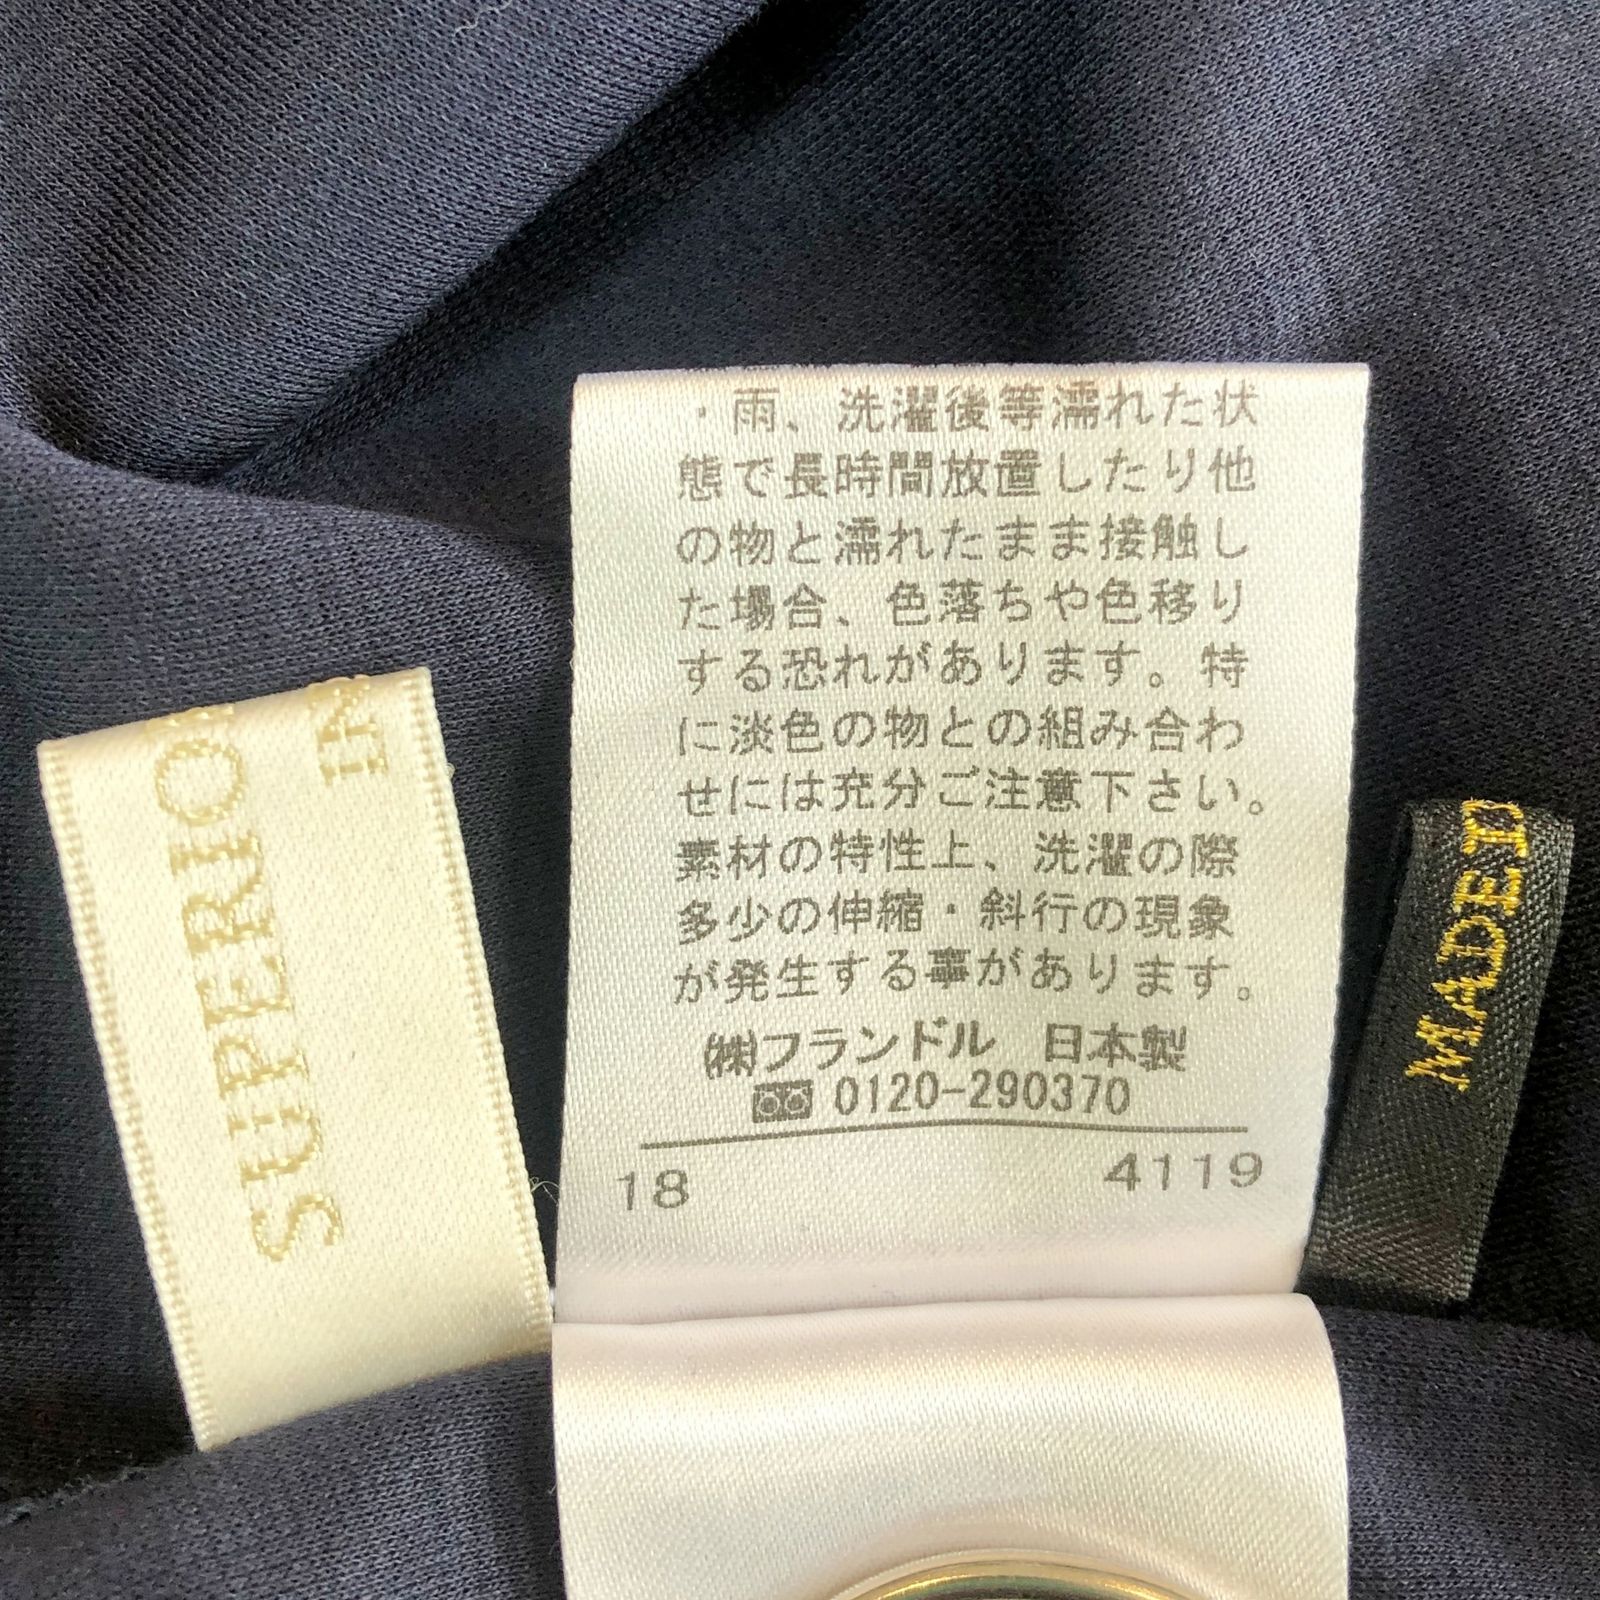 ・雨、洗濯後等濡れた状
態で長時間放置したり他
の物と濡れたまま接触し
た場合、色落ちや色移り
する恐れがあります。特
に淡色の物との組み合わ
せには充分ご注意下さい。
素材の特性上、洗濯の際
多少の伸縮・斜行の現象
が発生する事があります。
㈱フランドル 日本製
0120-290370
18 4119
SUPERIO
IN
MADE